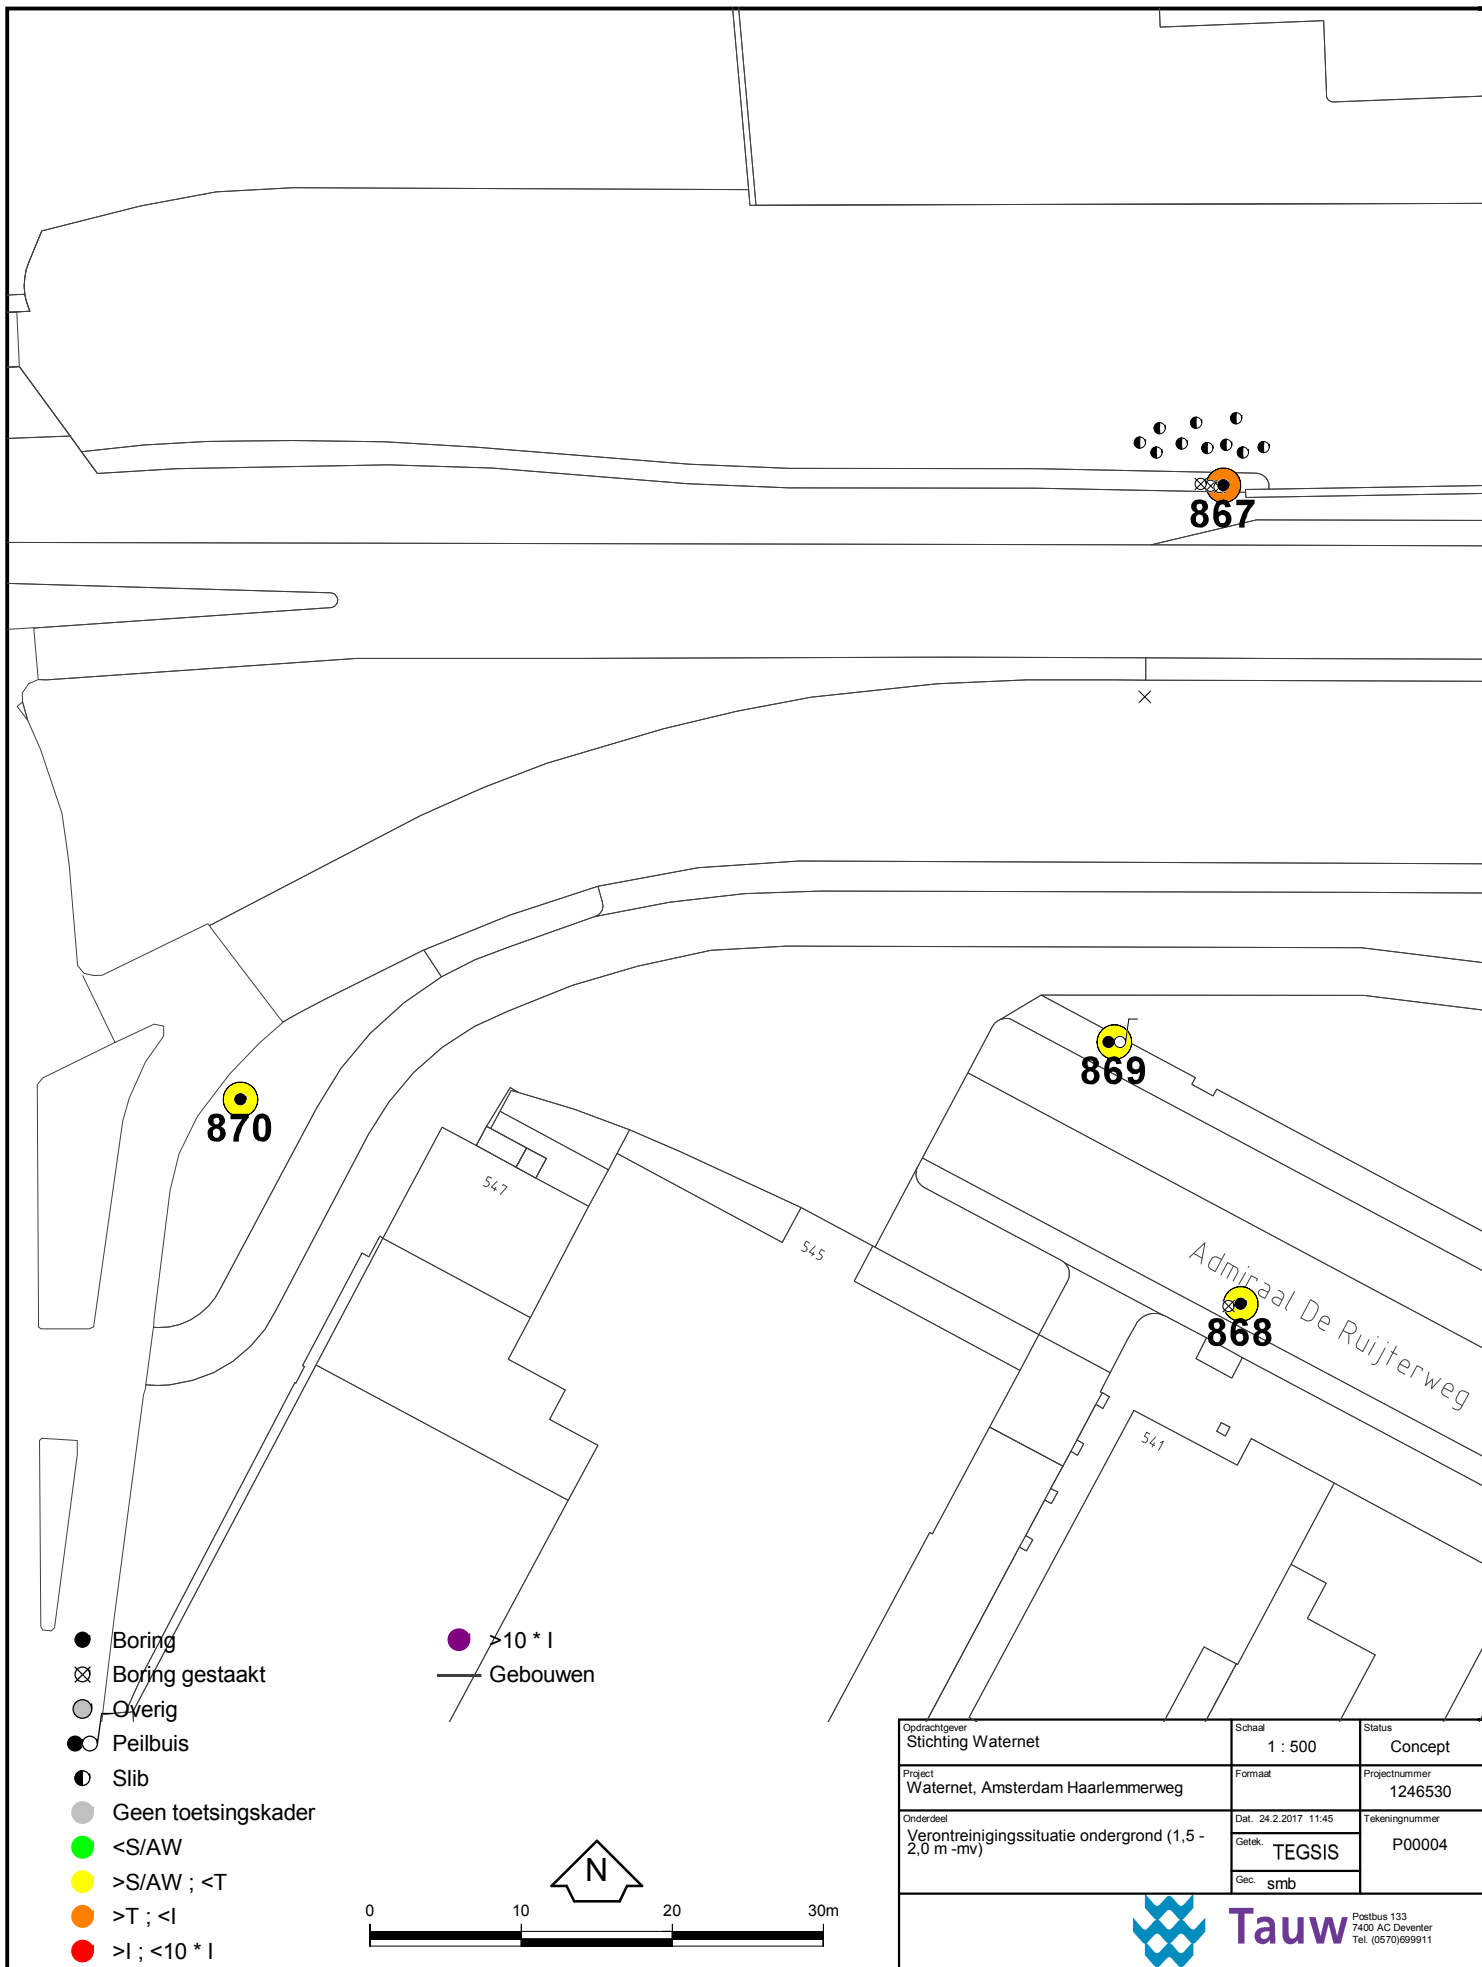 867
869
870
547
545
Admiraal De Ruijterweg
868
541
Boring
Boring gestaakt
Overig
Peilbuis
Slib
Geen toetsingskader
<S/AW
>S/AW ; <T
>T ; <I
>I ; <10 * I
>10 * I
Gebouwen
N
0 10 20 30m
Opdrachtgever
Stichting Waternet
Schaal
1 : 500
Status
Concept
Project
Waternet, Amsterdam Haarlemmerweg
Formaat
Projectnummer
1246530
Onderdeel
Verontreinigingssituatie ondergrond (1,5 -
2,0 m -mv)
Dat. 24.2.2017 11:45
Getek. TEGSIS
Gec. smb
Tekeningnummer
P00004
Tauw
Postbus 133
7400 AC Deventer
Tel. (0570)699911